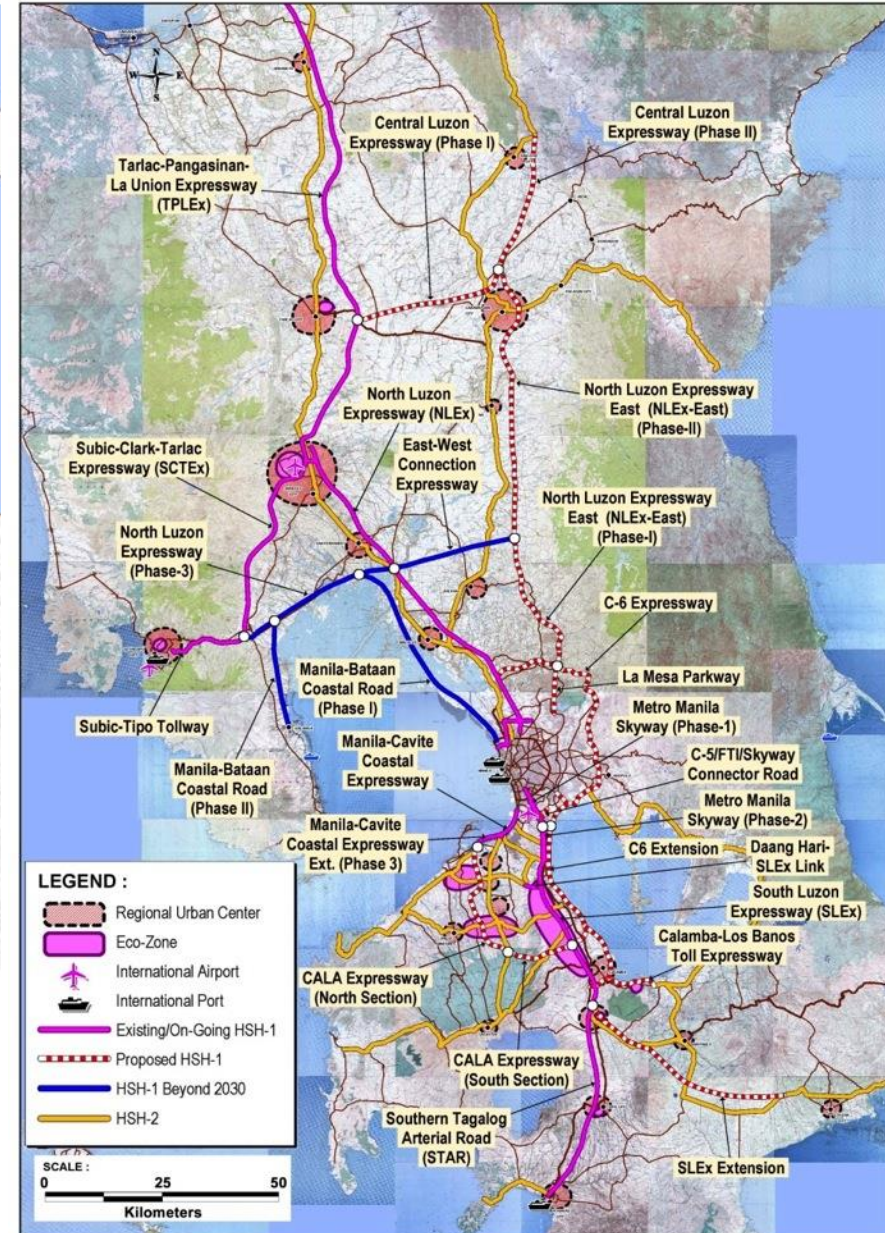 N
W E
S
Central Luzon
Expressway (Phase I)
Central Luzon
Expressway (Phase II)
Tarlac-Pangasinan-
La Union Expressway
(TPLEx)
North Luzon
Expressway (NLEx)
East-West
Connection
Expressway
North Luzon Expressway
East (NLEx-East)
(Phase-II)
Subic-Clark-Tarlac
Expressway (SCTEx)
North Luzon
Expressway
(Phase-3)
North Luzon Expressway
East (NLEx-East)
(Phase-I)
C-6 Expressway
La Mesa Parkway
Manila-Bataan
Coastal Road
(Phase I)
Metro Manila
Skyway (Phase-1)
Subic-Tipo Tollway
Manila-Cavite
Coastal
Expressway
C-5/FTI/Skyway
Connector Road
Manila-Bataan
Coastal Road
(Phase II)
Metro Manila
Skyway (Phase-2)
Manila-Cavite
Coastal Expressway
Ext. (Phase 3)
C6 Extension
Daang Hari-
SLEx Link
South Luzon
Expressway (SLEx)
Calamba-Los Banos
Toll Expressway
CALA Expressway
(North Section)
CALA Expressway
(South Section)
Southern Tagalog
Arterial Road
(STAR)
SLEx Extension
LEGEND :
Regional Urban Center
Eco-Zone
International Airport
International Port
Existing/On-Going HSH-1
Proposed HSH-1
HSH-1 Beyond 2030
HSH-2
SCALE :
0 25 50
Kilometers